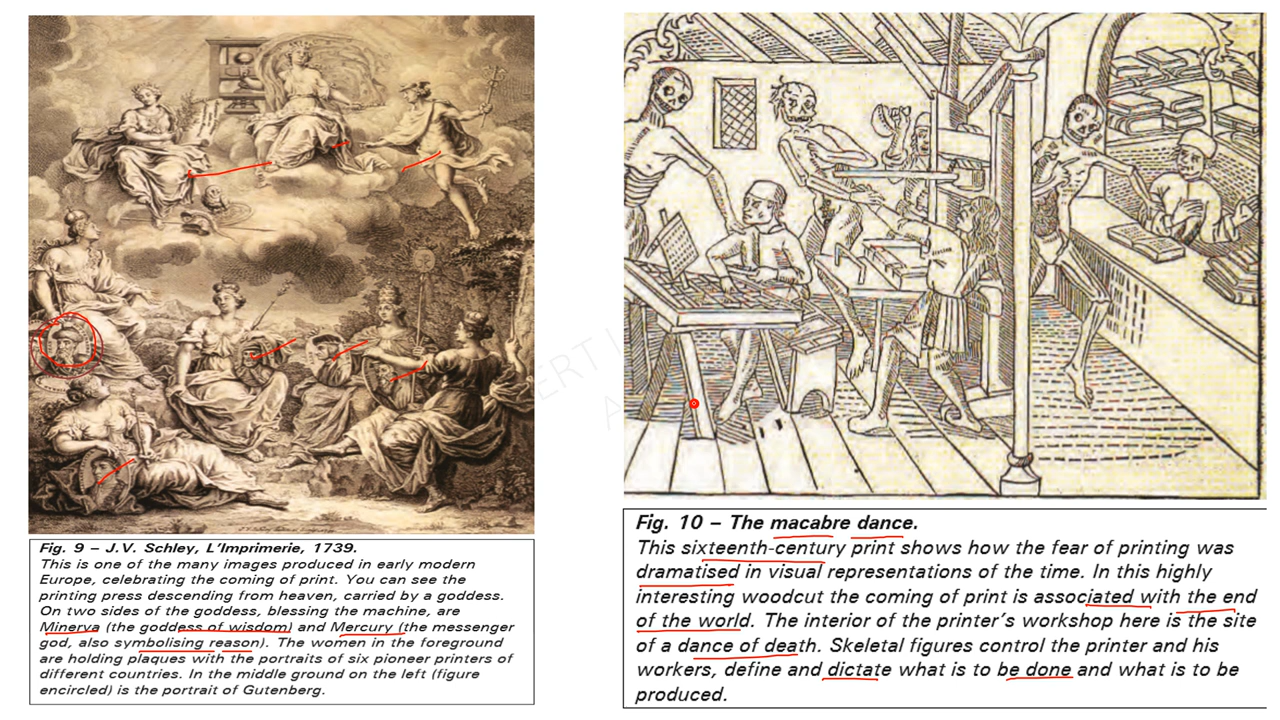 Fig. 9 – J.V. Schley, L'Imprimerie, 1739.
This is one of the many images produced in early modern
Europe, celebrating the coming of print. You can see the
printing press descending from heaven, carried by a goddess.
On two sides of the goddess, blessing the machine, are
Minerva (the goddess of wisdom) and Mercury (the messenger
god, also symbolising reason). The women in the foreground
are holding plaques with the portraits of six pioneer printers of
different countries. In the middle ground on the left (figure
encircled) is the portrait of Gutenberg.
Fig. 10 – The macabre dance.
This sixteenth-century print shows how the fear of printing was
dramatised in visual representations of the time. In this highly
interesting woodcut the coming of print is associated with the end
of the world. The interior of the printer's workshop here is the site
of a dance of death. Skeletal figures control the printer and his
workers, define and dictate what is to be done and what is to be
produced.